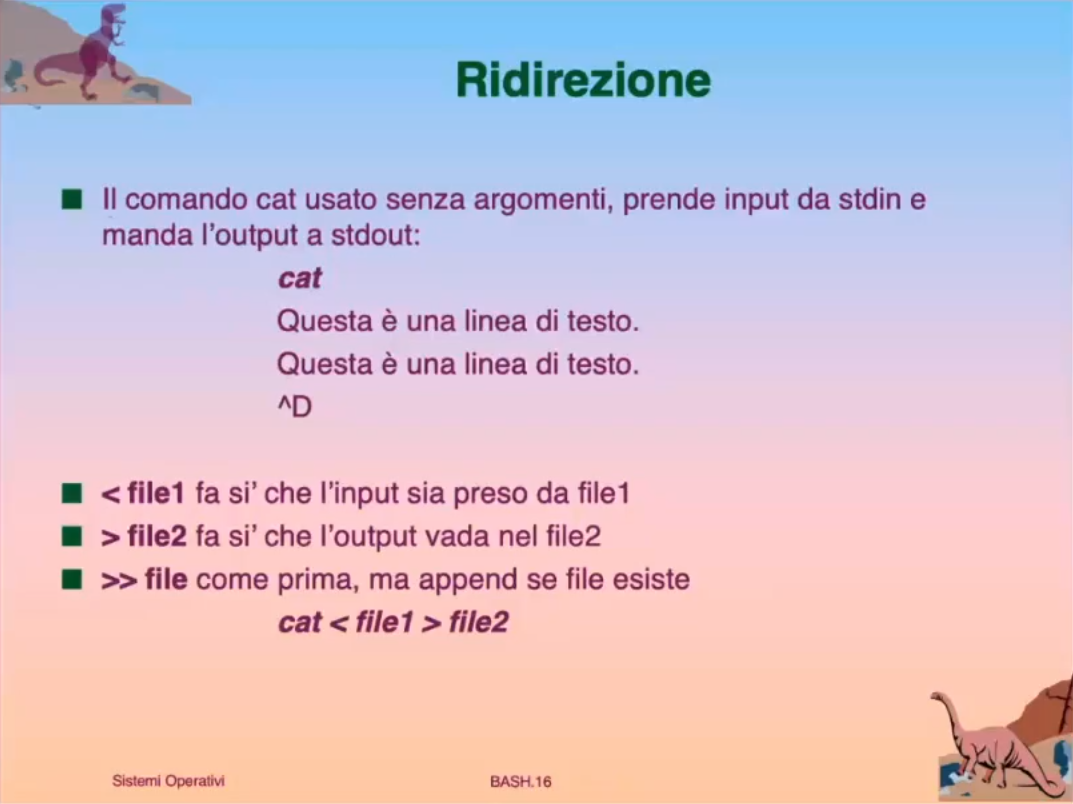 Ridirezione
Il comando cat usato senza argomenti, prende input da stdin e
manda l'output a stdout:
cat
Questa è una linea di testo.
Questa è una linea di testo.
^D
< file1 fa si' che l'input sia preso da file1
> file2 fa si' che l'output vada nel file2
>> file come prima, ma append se file esiste
cat < file1 > file2
Sistemi Operativi
BASH.16